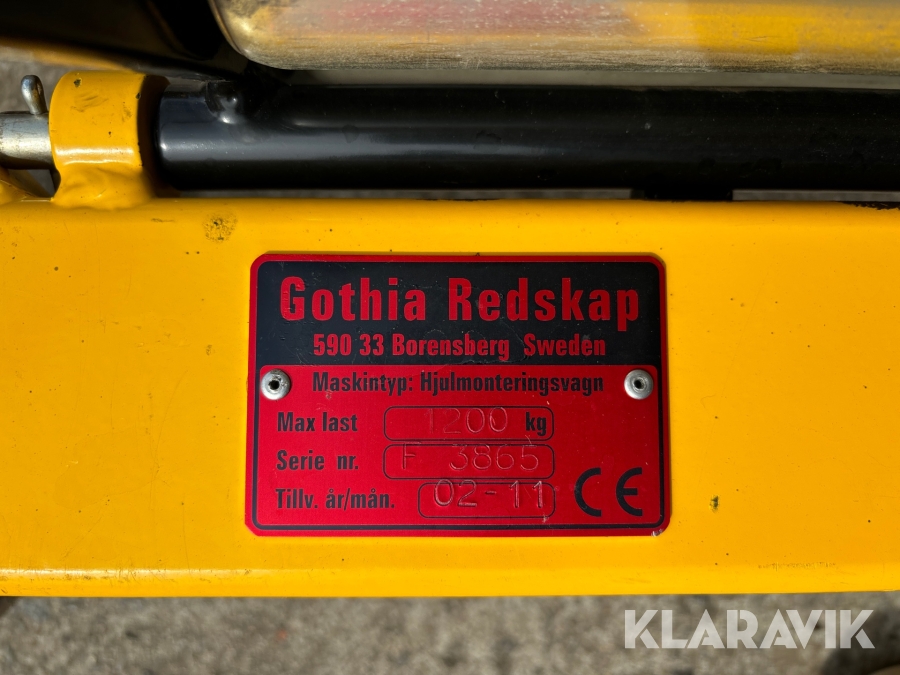 Gothia Redskap
590 33 Borensberg Sweden
Maskintyp: Hjulmonteringsvagn
Max last 1200 kg
Serie nr. F 3865
Tillv. år/mån. 02-11 CE
KLARAVIK